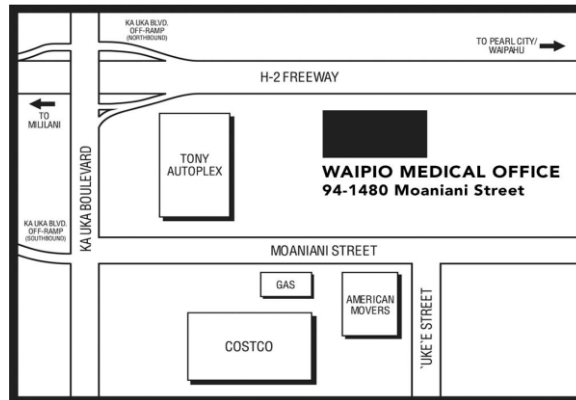 KA UKA BLVD.
OFF-RAMP
(NORTHBOUND)
TO PEARL CITY/
WAIPAHU
H-2 FREEWAY
TO
MILILANI
TONY
AUTOPLEX
WAIPIO MEDICAL OFFICE
94-1480 Moaniani Street
KA UKA BOULEVARD
KA UKA BLVD.
OFF-RAMP
(SOUTHBOUND)
MOANIANI STREET
GAS
AMERICAN
MOVERS
COSTCO
'UKE'E STREET